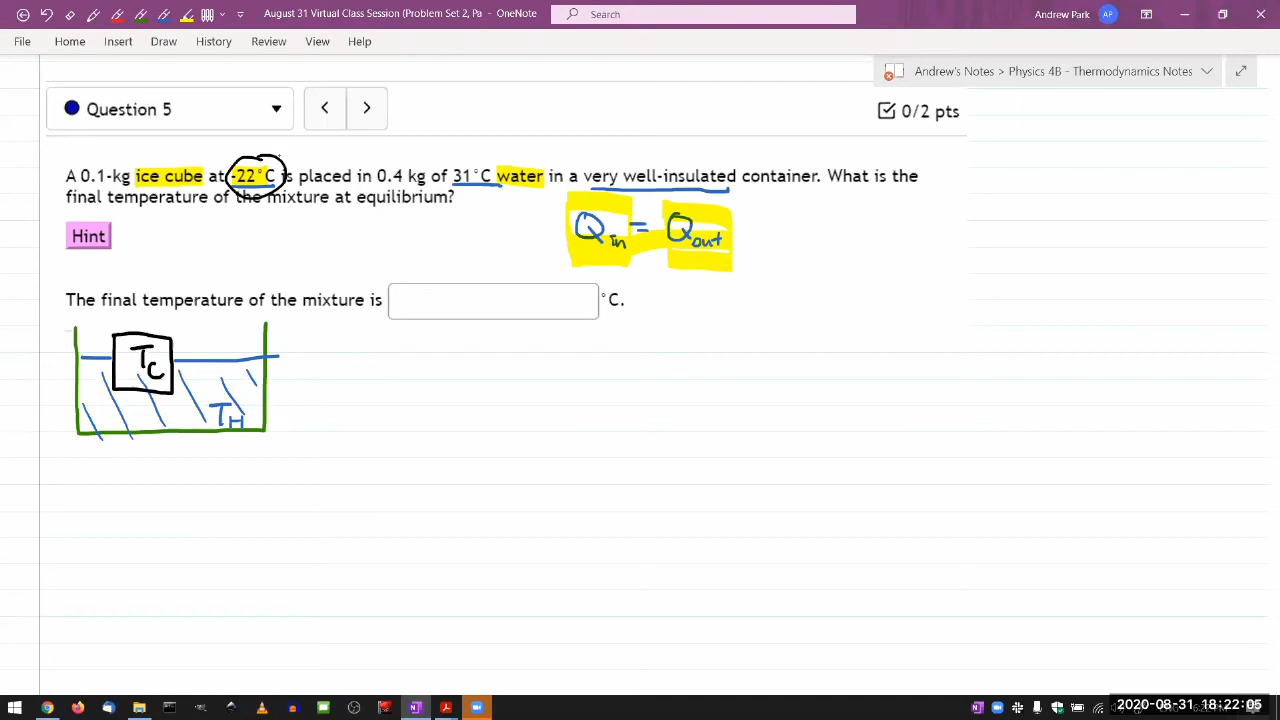 August 31 Virtual Class Session (Problem Set 2, Pa - OneNote
Search
Andrew Park
AP
File
Home
Insert
Draw
History
Review
View
Help
Andrew's Notes > Physics 4B - Thermodynamics Notes
Question 5
0/2 pts
A 0.1-kg ice cube at -22°C is placed in 0.4 kg of 31°C water in a very well-insulated container. What is the
final temperature of the mixture at equilibrium?
Q in = Q out
Hint
The final temperature of the mixture is
°C.
T C
T H
2020-08-31 18:22:05